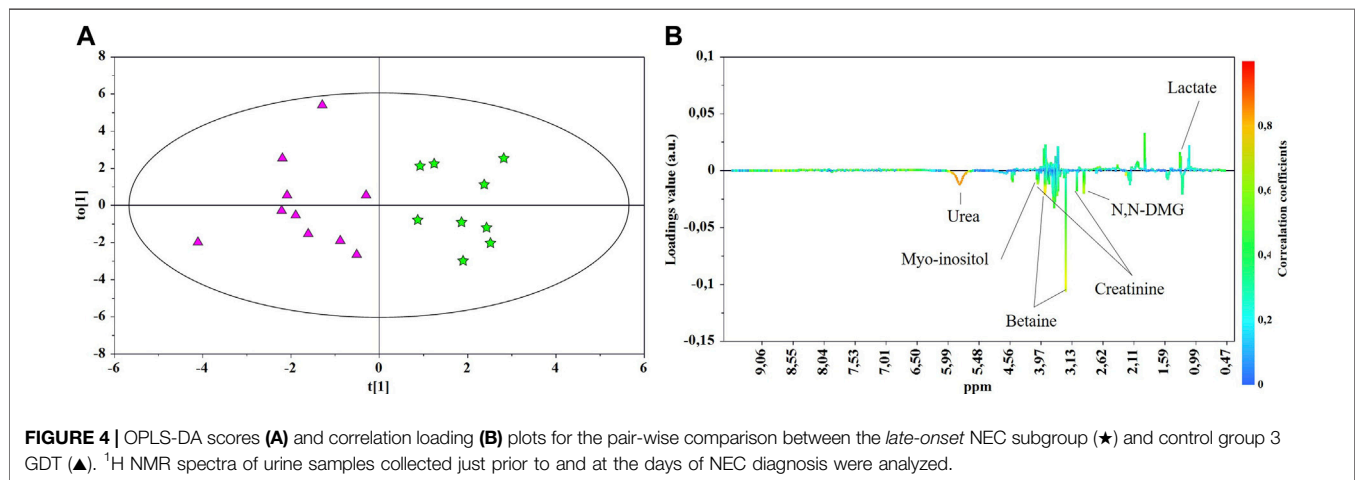 A
8
6
4
2
0
-2
-4
-6
-8
to[1]
-6
-4
-2
0
2
4
6
t[1]
B
0,1
0,05
0
-0,05
-0,1
-0,15
Loadings value (a.u.)
Lactate
Urea
N,N-DMG
Myo-inositol
Creatinine
Betaine
9,06
8,55
8,04
7,53
7,01
6,50
5,99
5,48
4,56
3,97
3,13
2,62
2,11
1,59
0,99
0,47
ppm
0,8
0,6
0,4
0,2
0
Correalation coefficients
FIGURE 4 | OPLS-DA scores (A) and correlation loading (B) plots for the pair-wise comparison between the late-onset NEC subgroup (★) and control group 3
GDT (▲). ¹H NMR spectra of urine samples collected just prior to and at the days of NEC diagnosis were analyzed.